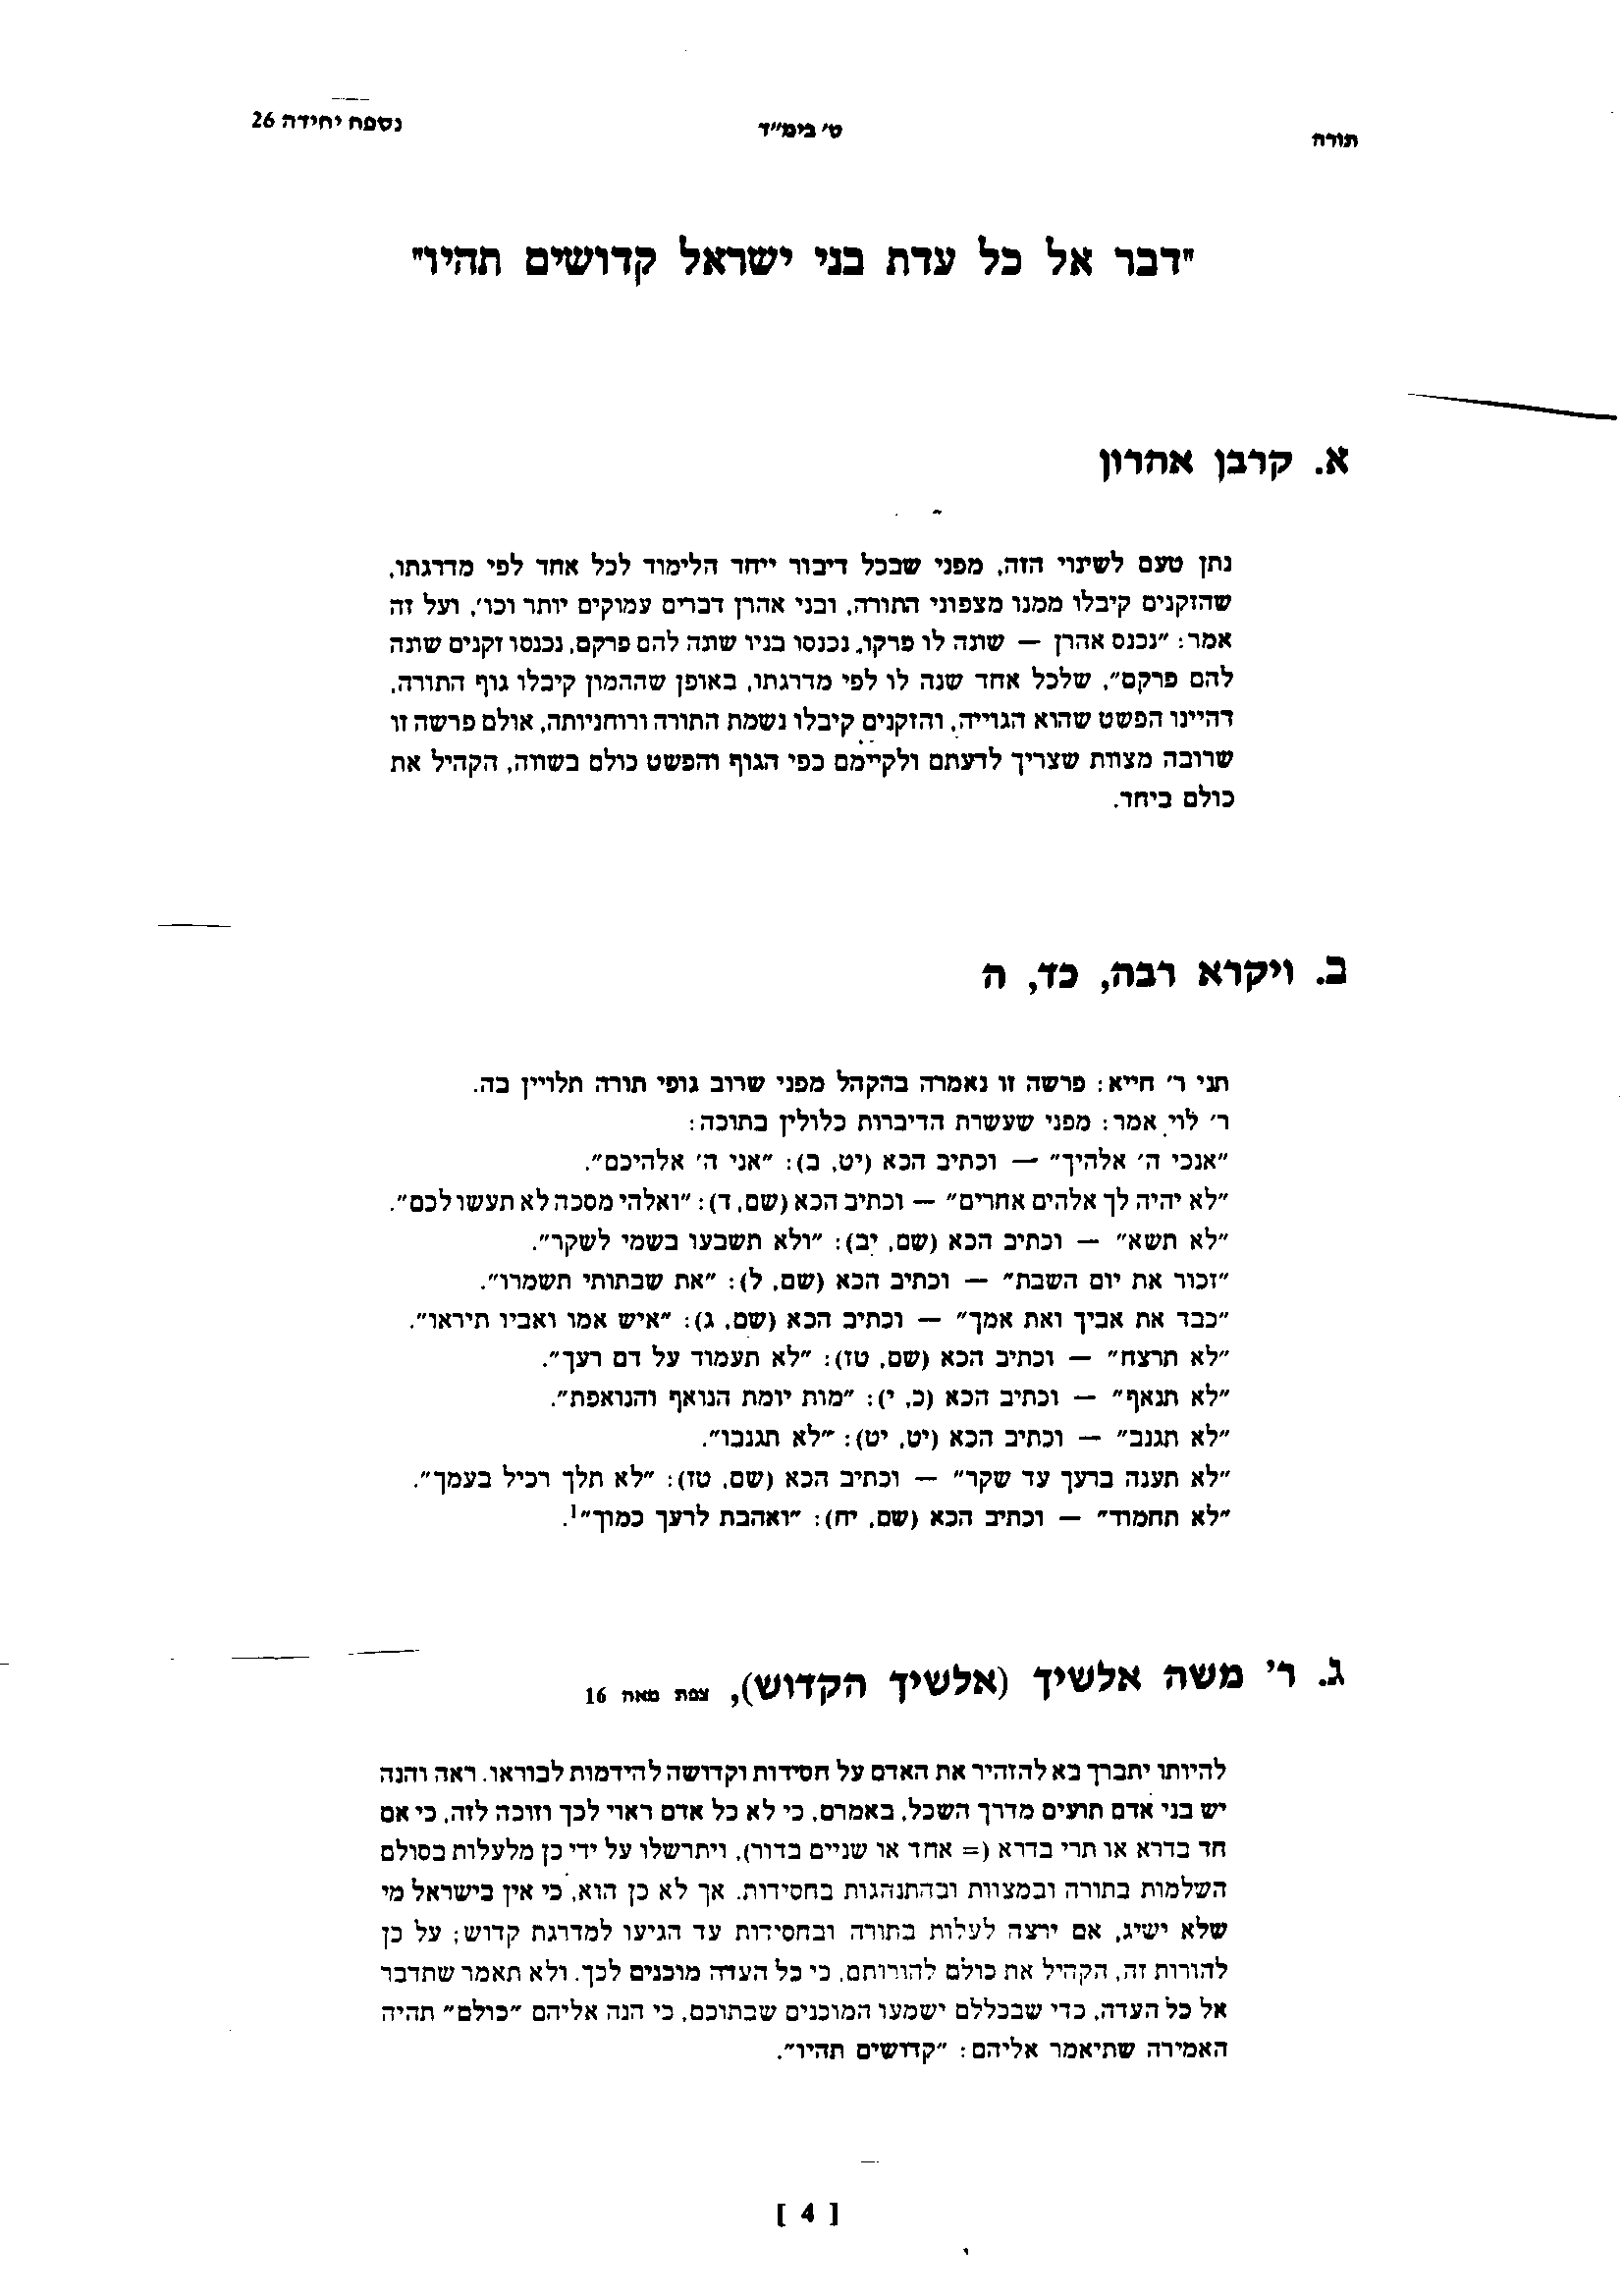 תורה
ט׳ בימ״ד
נספח יחידה 26
"דבר אל כל עדת בני ישראל קדושים תהיו"
א. קרבן אהרון
נתן טעם לשינוי הזה, מפני שבכל דיבור ייחד הלימוד לכל אחד לפי מדרגתו,
שהזקנים קיבלו ממנו מצפוני התורה, ובני אהרן דברים עמוקים יותר וכו׳, ועל זה
אמר: ״נכנס אהרן — שונה לו פרקו, נכנסו בניו שונה להם פרקם, נכנסו זקנים שונה
להם פרקם״, שלכל אחד שנה לו לפי מדרגתו, באופן שההמון קיבלו גוף התורה,
דהיינו הפשט שהוא הגוייה, והזקנים קיבלו נשמת התורה ורוחניותה, אולם פרשה זו
שרובה מצוות שצריך לדעתם ולקיימם כפי הגוף והפשט כולם בשווה, הקהיל את
כולם ביחד.
ב. ויקרא רבה, כד, ה
תני ר׳ חייא: פרשה זו נאמרה בהקהל מפני שרוב גופי תורה תלויין בה.
ר׳ לוי אמר: מפני שעשרת הדיברות כלולין בתוכה:
״אנכי ה׳ אלהיך״ — וכתיב הכא (יט, ב): ״אני ה׳ אלהיכם״.
״לא יהיה לך אלהים אחרים״ — וכתיב הכא (שם, ד): ״ואלהי מסכה לא תעשו לכם״.
״לא תשא״ — וכתיב הכא (שם, יב): ״ולא תשבעו בשמי לשקר״.
״זכור את יום השבת״ — וכתיב הכא (שם, ל): ״את שבתותי תשמרו״.
״כבד את אביך ואת אמך״ — וכתיב הכא (שם, ג): ״איש אמו ואביו תיראו״.
״לא תרצח״ — וכתיב הכא (שם, טז): ״לא תעמוד על דם רעך״.
״לא תנאף״ — וכתיב הכא (כ, י): ״מות יומת הנואף והנואפת״.
״לא תגנב״ — וכתיב הכא (יט, יט): ״לא תגנבו״.
״לא תענה ברעך עד שקר״ — וכתיב הכא (שם, טז): ״לא תלך רכיל בעמך״.
״לא תחמוד״ — וכתיב הכא (שם, יח): ״ואהבת לרעך כמוך״¹.
ג. ר׳ משה אלשיך (אלשיך הקדוש), צפת מאה 16
להיותו יתברך בא להזהיר את האדם על חסידות וקדושה להידמות לבוראו. ראה והנה
יש בני אדם תועים מדרך השכל, באמרם, כי לא כל אדם ראוי לכך וזוכה לזה, כי אם
חד בדרא או תרי בדרא (= אחד או שניים בדור), ויתרשלו על ידי כן מלעלות בסולם
השלמות בתורה ובמצוות ובהתנהגות בחסידות. אך לא כן הוא, כי אין בישראל מי
שלא ישיג, אם ירצה לעלות בתורה ובחסידות עד הגיעו למדרגת קדוש; על כן
להורות זה, הקהיל את כולם להורותם, כי כל העדה מוכנים לכך. ולא תאמר שתדבר
אל כל העדה, כדי שבכללם ישמעו המוכנים שבתוכם, כי הנה אליהם ״כולם״ תהיה
האמירה שתיאמר אליהם: ״קדושים תהיו״.
[ 4 ]